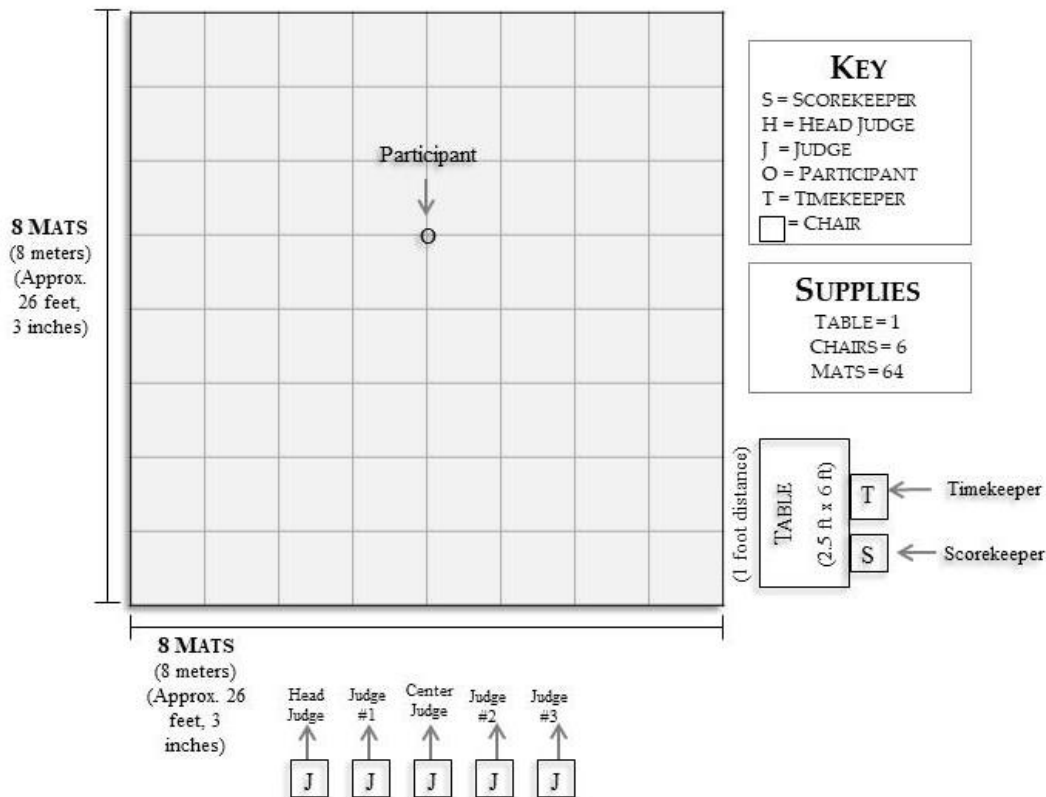 Participant
O
8 MATS
(8 meters)
(Approx.
26 feet,
3 inches)
KEY
S = SCOREKEEPER
H = HEAD JUDGE
J = JUDGE
O = PARTICIPANT
T = TIMEKEEPER
= CHAIR
SUPPLIES
TABLE = 1
CHAIRS = 6
MATS = 64
(1 foot distance)
TABLE
(2.5 ft x 6 ft)
T
Timekeeper
S
Scorekeeper
8 MATS
(8 meters)
(Approx. 26
feet, 3
inches)
Head
Judge
Judge
#1
Center
Judge
Judge
#2
Judge
#3
J J J J J